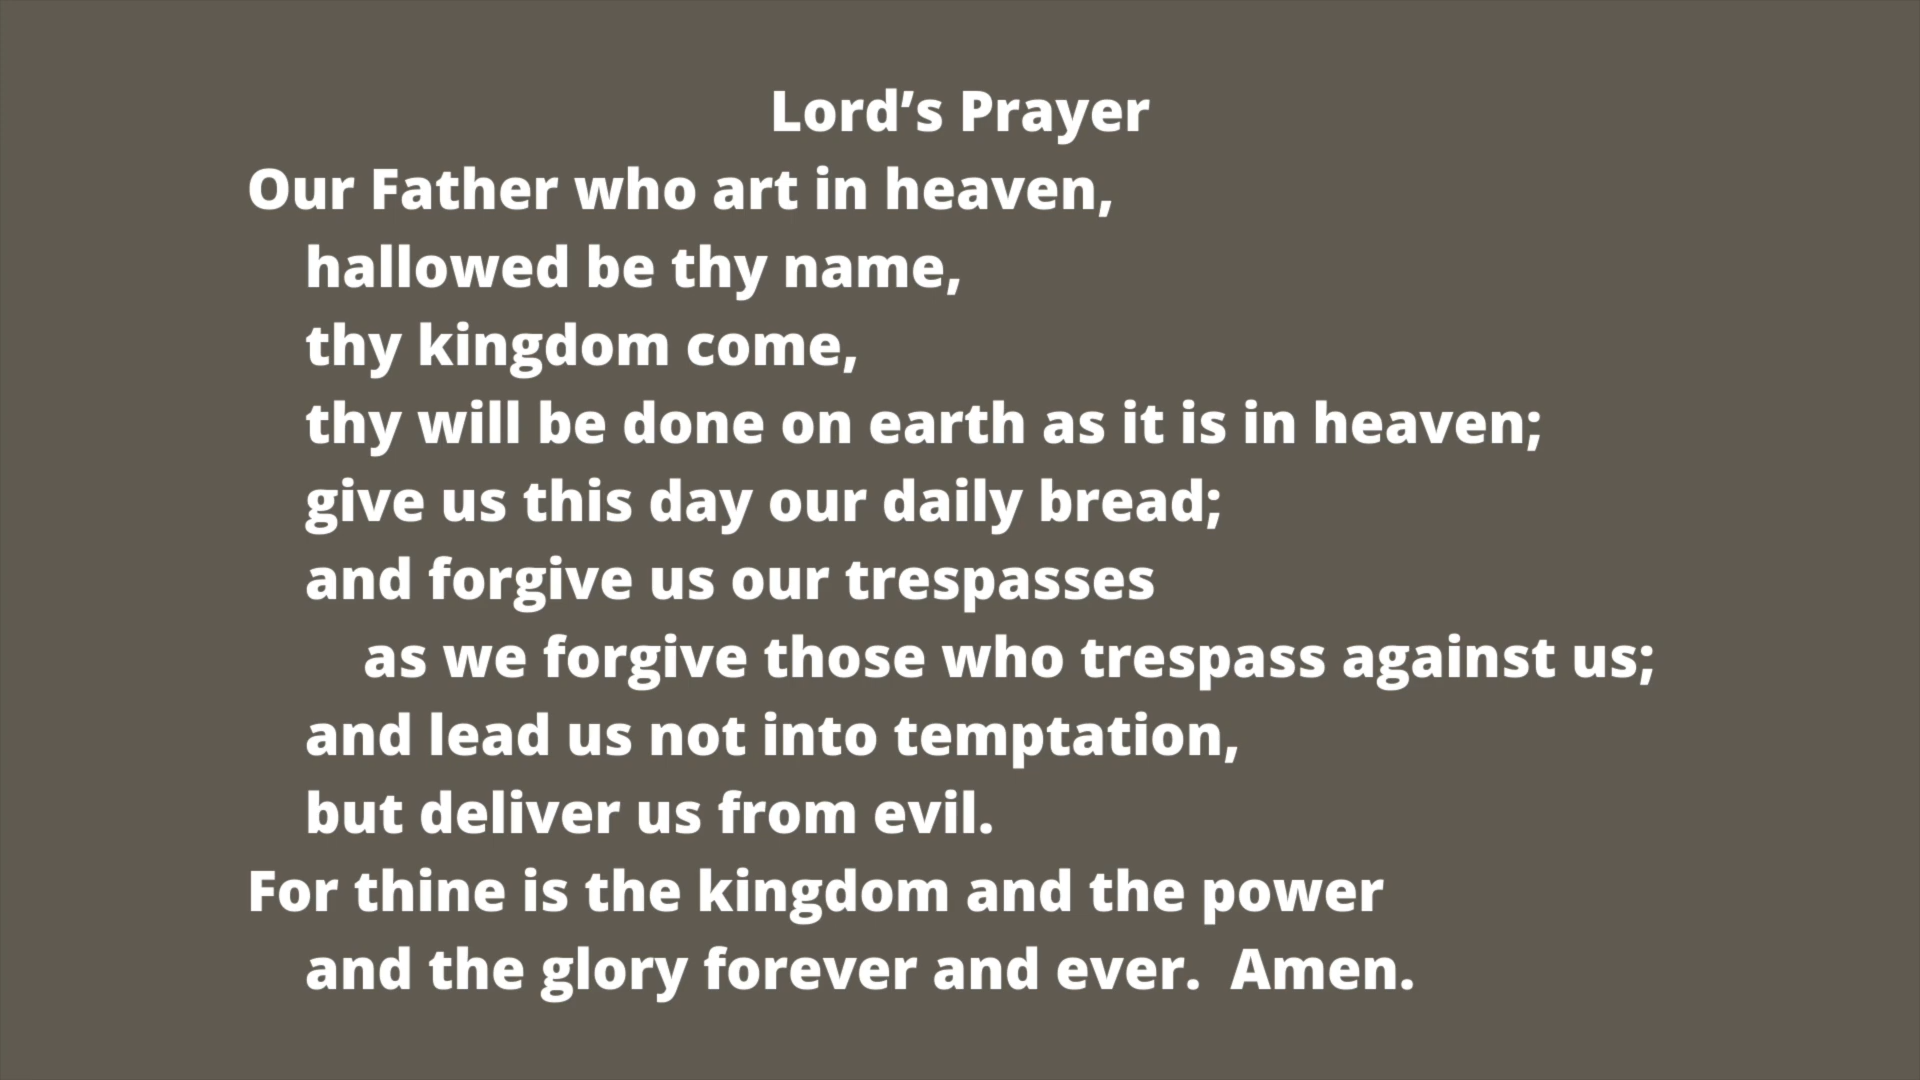 Lord’s Prayer
Our Father who art in heaven,
hallowed be thy name,
thy kingdom come,
thy will be done on earth as it is in heaven;
give us this day our daily bread;
and forgive us our trespasses
as we forgive those who trespass against us;
and lead us not into temptation,
but deliver us from evil.
For thine is the kingdom and the power
and the glory forever and ever.  Amen.